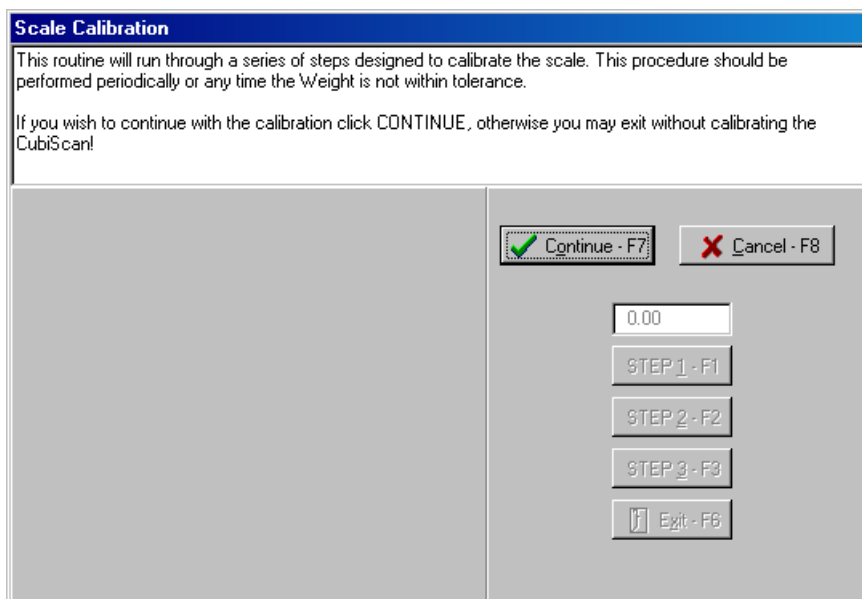 Scale Calibration
This routine will run through a series of steps designed to calibrate the scale. This procedure should be
performed periodically or any time the Weight is not within tolerance.
If you wish to continue with the calibration click CONTINUE, otherwise you may exit without calibrating the
CubiScan!
Continue - F7
Cancel - F8
0.00
STEP 1 - F1
STEP 2 - F2
STEP 3 - F3
Exit - F6